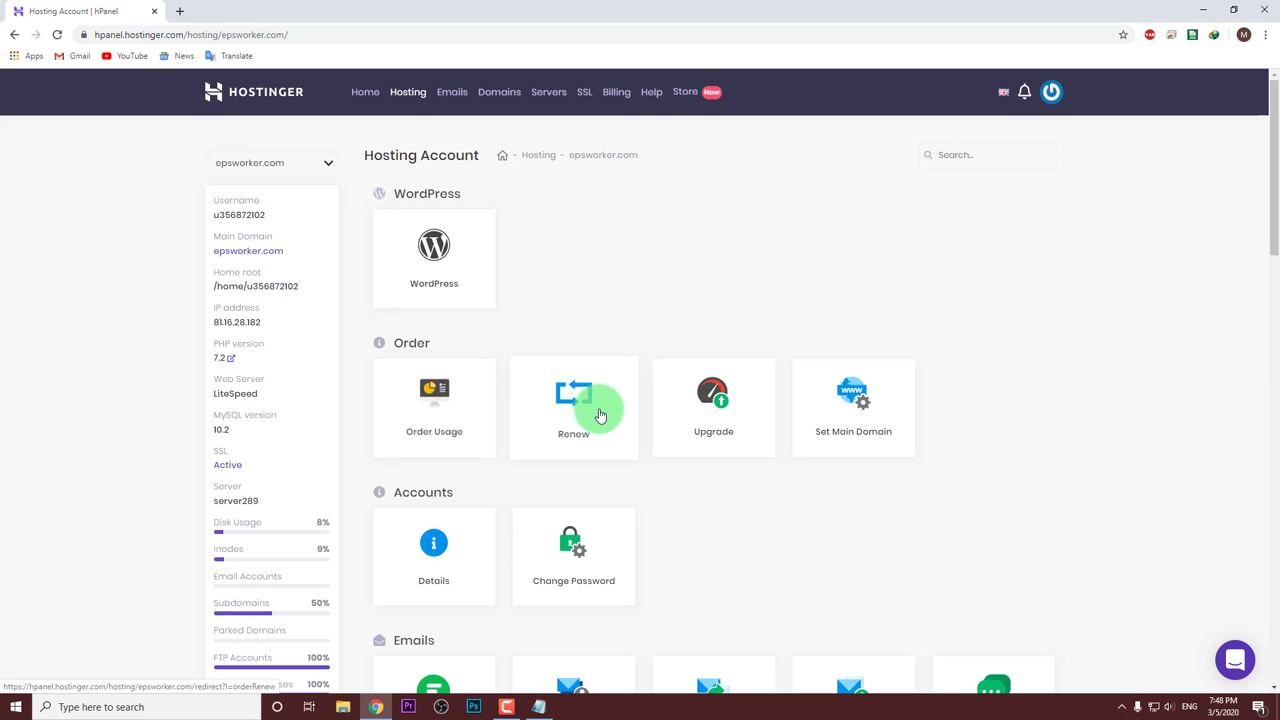 Hosting Account | hPanel
hpanel.hostinger.com/hosting/epsworker.com/
M
Apps
Gmail
YouTube
News
Translate
HOSTINGER
Home
Hosting
Emails
Domains
Servers
SSL
Billing
Help
Store
New
epsworker.com
Hosting Account
- Hosting - epsworker.com
Search..
Username
u356872102
Main Domain
epsworker.com
Home root
/home/u356872102
iP address
81.16.28.182
PHP version
7.2
Web Server
LiteSpeed
MySQL version
10.2
SSL
Active
Server
server289
Disk Usage 8%
Inodes 9%
Email Accounts
Subdomains 50%
Parked Domains
FTP Accounts 100%
100%
WordPress
WordPress
Order
Order Usage
Renew
www
Upgrade
Set Main Domain
Accounts
Details
Change Password
Emails
https://hpanel.hostinger.com/hosting/epsworker.com/redirect?l=orderRenew
Type here to search
Pr
Ps
ENG
7:48 PM
3/5/2020